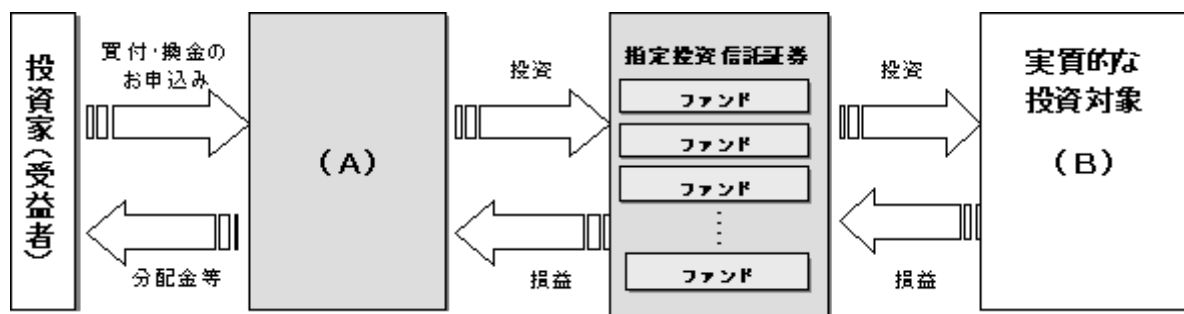 投資家(受益者)
買付・換金の
お申込み
分配金等
(A)
投資
損益
指定投資信託証券
ファンド
ファンド
ファンド
ファンド
投資
損益
実質的な
投資対象
(B)